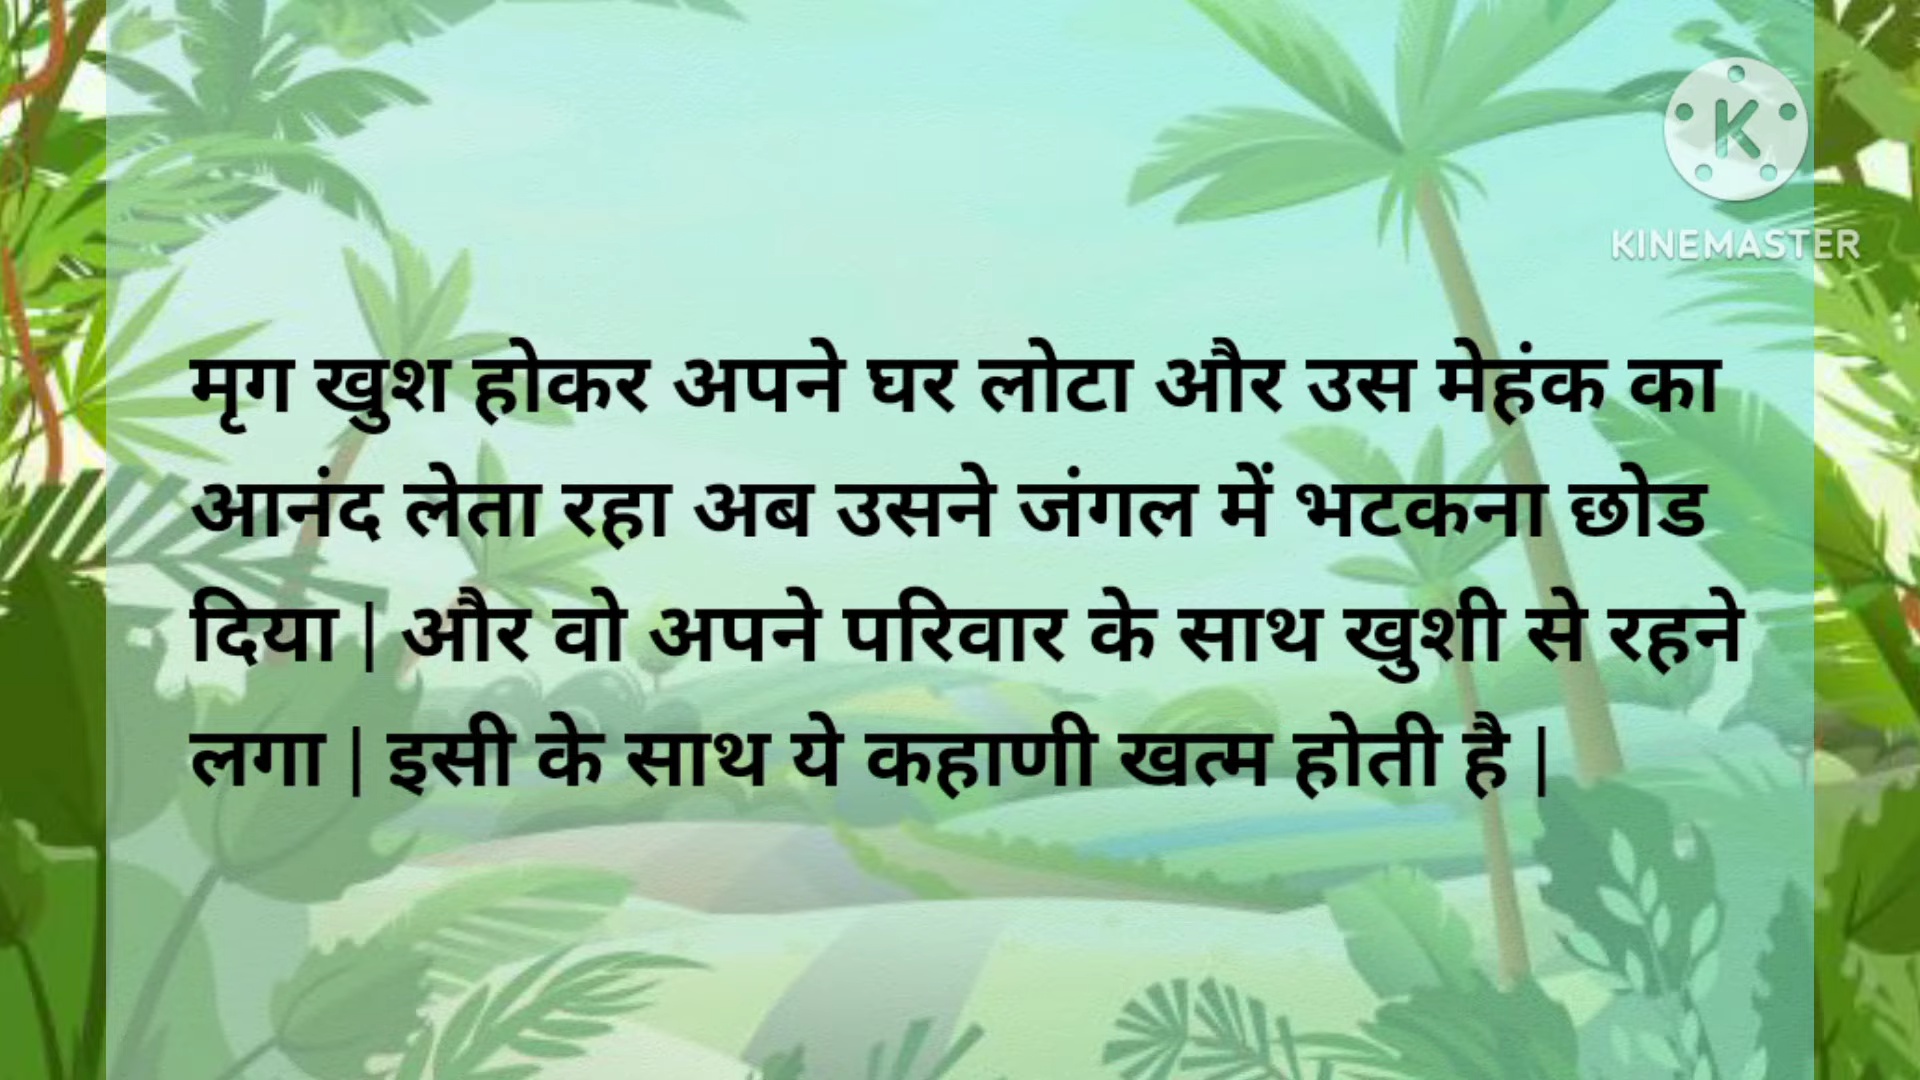 KINEMASTER
मृग खुश होकर अपने घर लोटा और उस मेहंक का
आनंद लेता रहा अब उसने जंगल में भटकना छोड
दिया | और वो अपने परिवार के साथ खुशी से रहने
लगा | इसी के साथ ये कहाणी खत्म होती है |